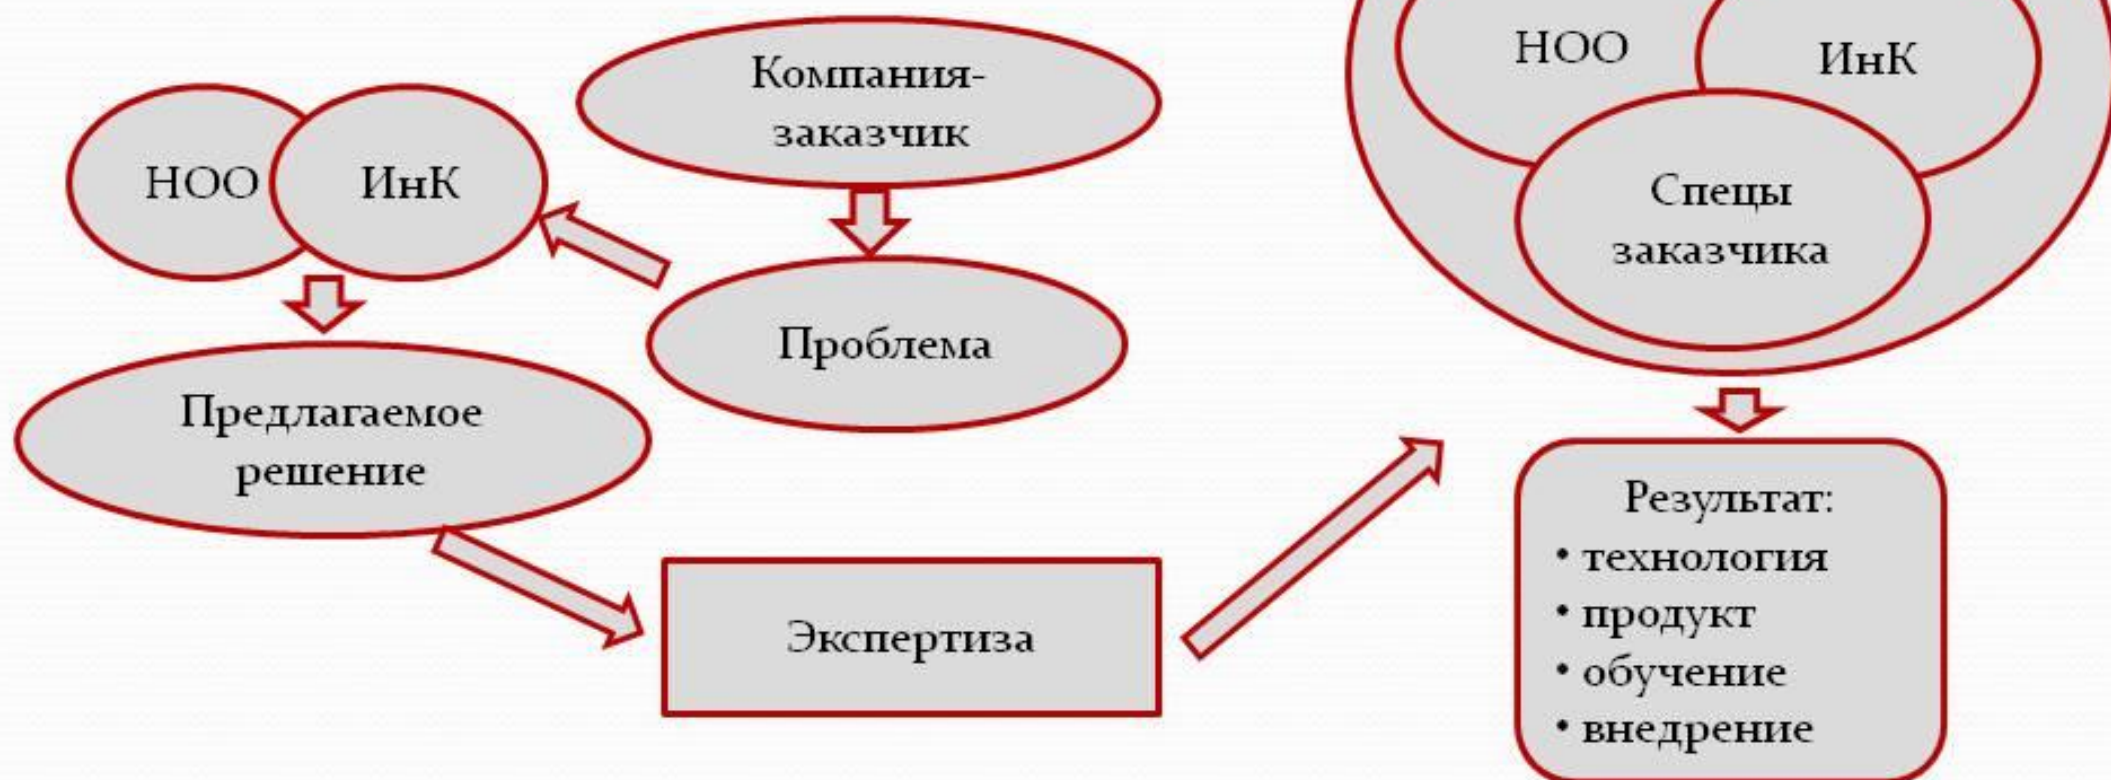 Компания-
заказчик
НОО
ИнК
Проблема
Предлагаемое
решение
Экспертиза
НОО
ИнК
Спецы
заказчика
Результат:
• технология
• продукт
• обучение
• внедрение